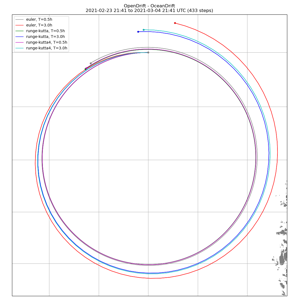 OpenDrift - OceanDrift
2021-02-23 21:41 to 2021-03-04 21:41 UTC (433 steps)
euler, T=0.5h
euler, T=3.0h
runge-kutta, T=0.5h
runge-kutta, T=3.0h
runge-kutta4, T=0.5h
runge-kutta4, T=3.0h